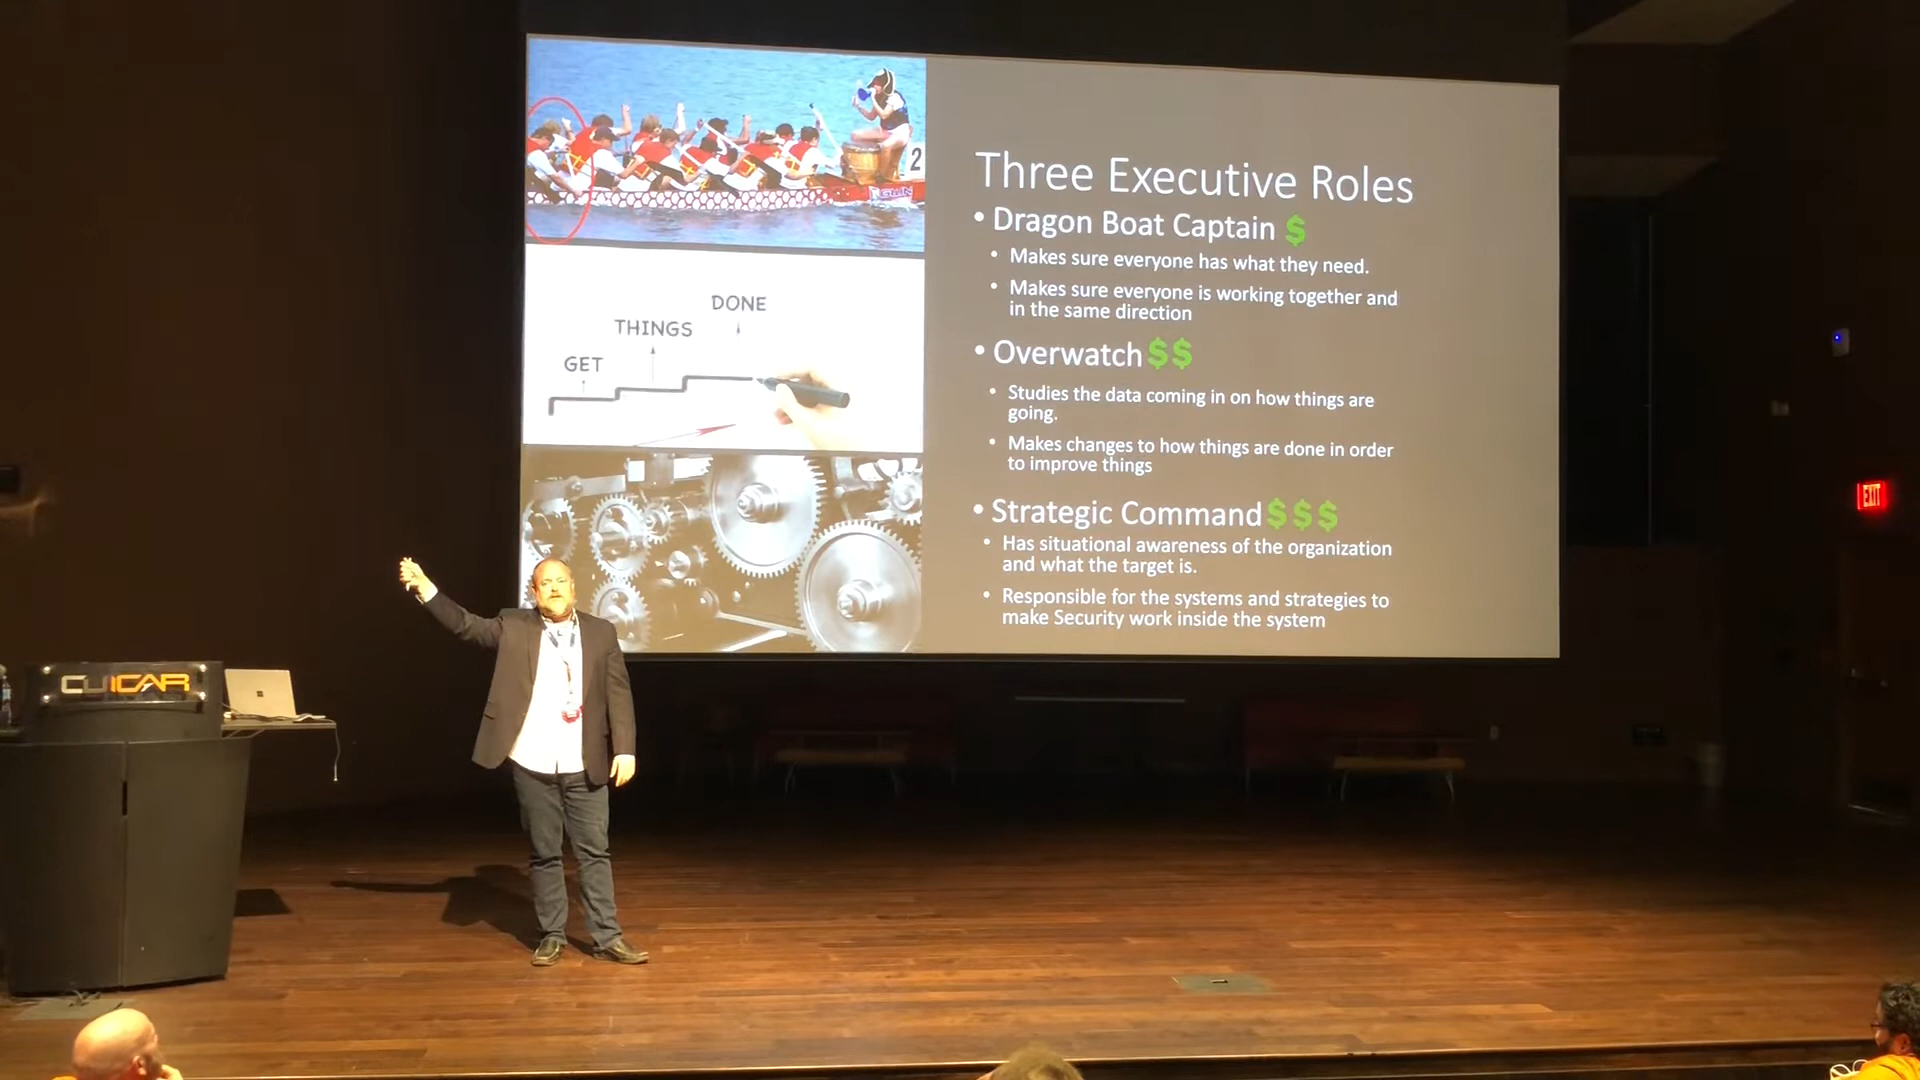 2
GWN
GET
THINGS
DONE
Three Executive Roles
• Dragon Boat Captain $
• Makes sure everyone has what they need.
• Makes sure everyone is working together and
in the same direction
• Overwatch $$
• Studies the data coming in on how things are
going.
• Makes changes to how things are done in order
to improve things
• Strategic Command $$$
• Has situational awareness of the organization
and what the target is.
• Responsible for the systems and strategies to
make Security work inside the system
CUICAR
EXIT